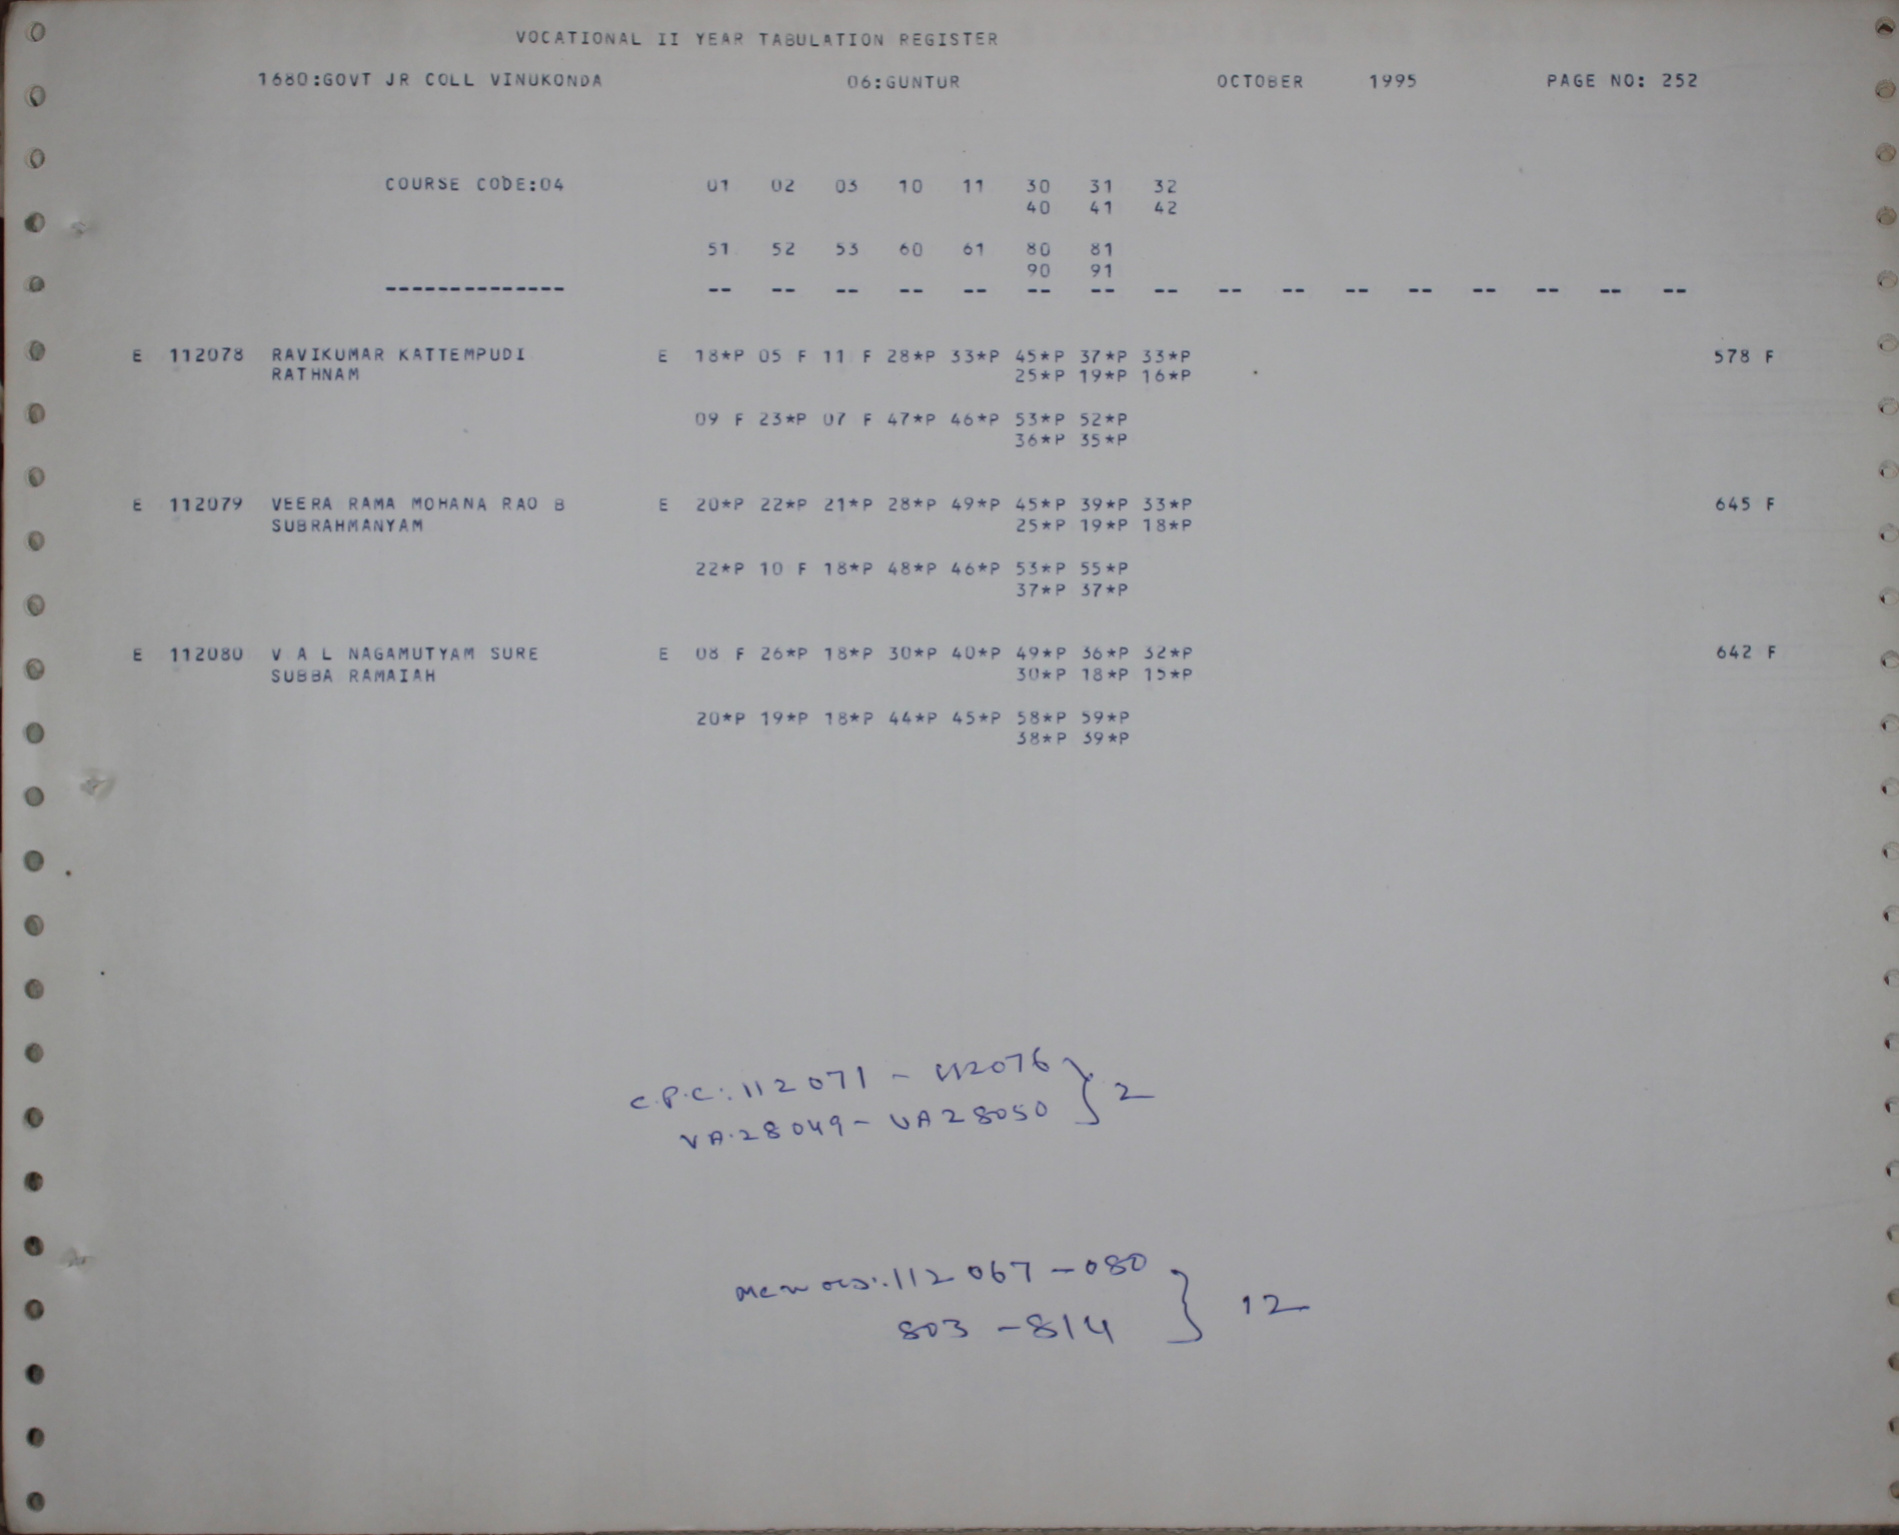 VOCATIONAL II YEAR TABULATION REGISTER
1680:GOVT JR COLL VINUKONDA 06:GUNTUR OCTOBER 1995 PAGE NO: 252
COURSE CODE:04 01 02 03 10 11 30 31 32
40 41 42
51 52 53 60 61 80 81
90 91
-------------- -- -- -- -- -- -- -- -- -- -- -- -- -- -- -- --
E 112078 RAVIKUMAR KATTEMPUDI E 18*P 05 F 11 F 28*P 33*P 45*P 37*P 33*P 578 F
RATHNAM 25*P 19*P 16*P
09 F 23*P 07 F 47*P 46*P 53*P 52*P
36*P 35*P
E 112079 VEERA RAMA MOHANA RAO B E 20*P 22*P 21*P 28*P 49*P 45*P 39*P 33*P 645 F
SUBRAHMANYAM 25*P 19*P 18*P
22*P 10 F 18*P 48*P 46*P 53*P 55*P
37*P 37*P
E 112080 V A L NAGAMUTYAM SURE E 08 F 26*P 18*P 30*P 40*P 49*P 36*P 32*P 642 F
SUBBA RAMAIAH 30*P 18*P 15*P
20*P 19*P 18*P 44*P 45*P 58*P 59*P
38*P 39*P
C.P.C: 112071 - 112076 } 2
VA.28049 - VA28050
112067 - 080 } 12
803 - 814